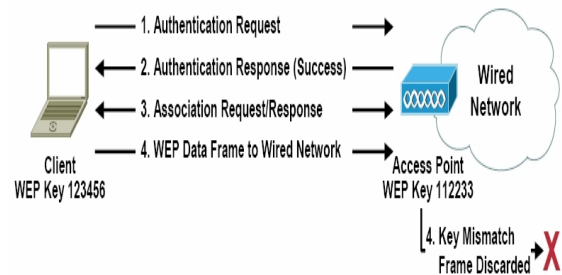 1. Authentication Request
2. Authentication Response (Success)
3. Association Request/Response
4. WEP Data Frame to Wired Network
Client
WEP Key 123456
Wired
Network
Access Point
WEP Key 112233
4. Key Mismatch
Frame Discarded
X